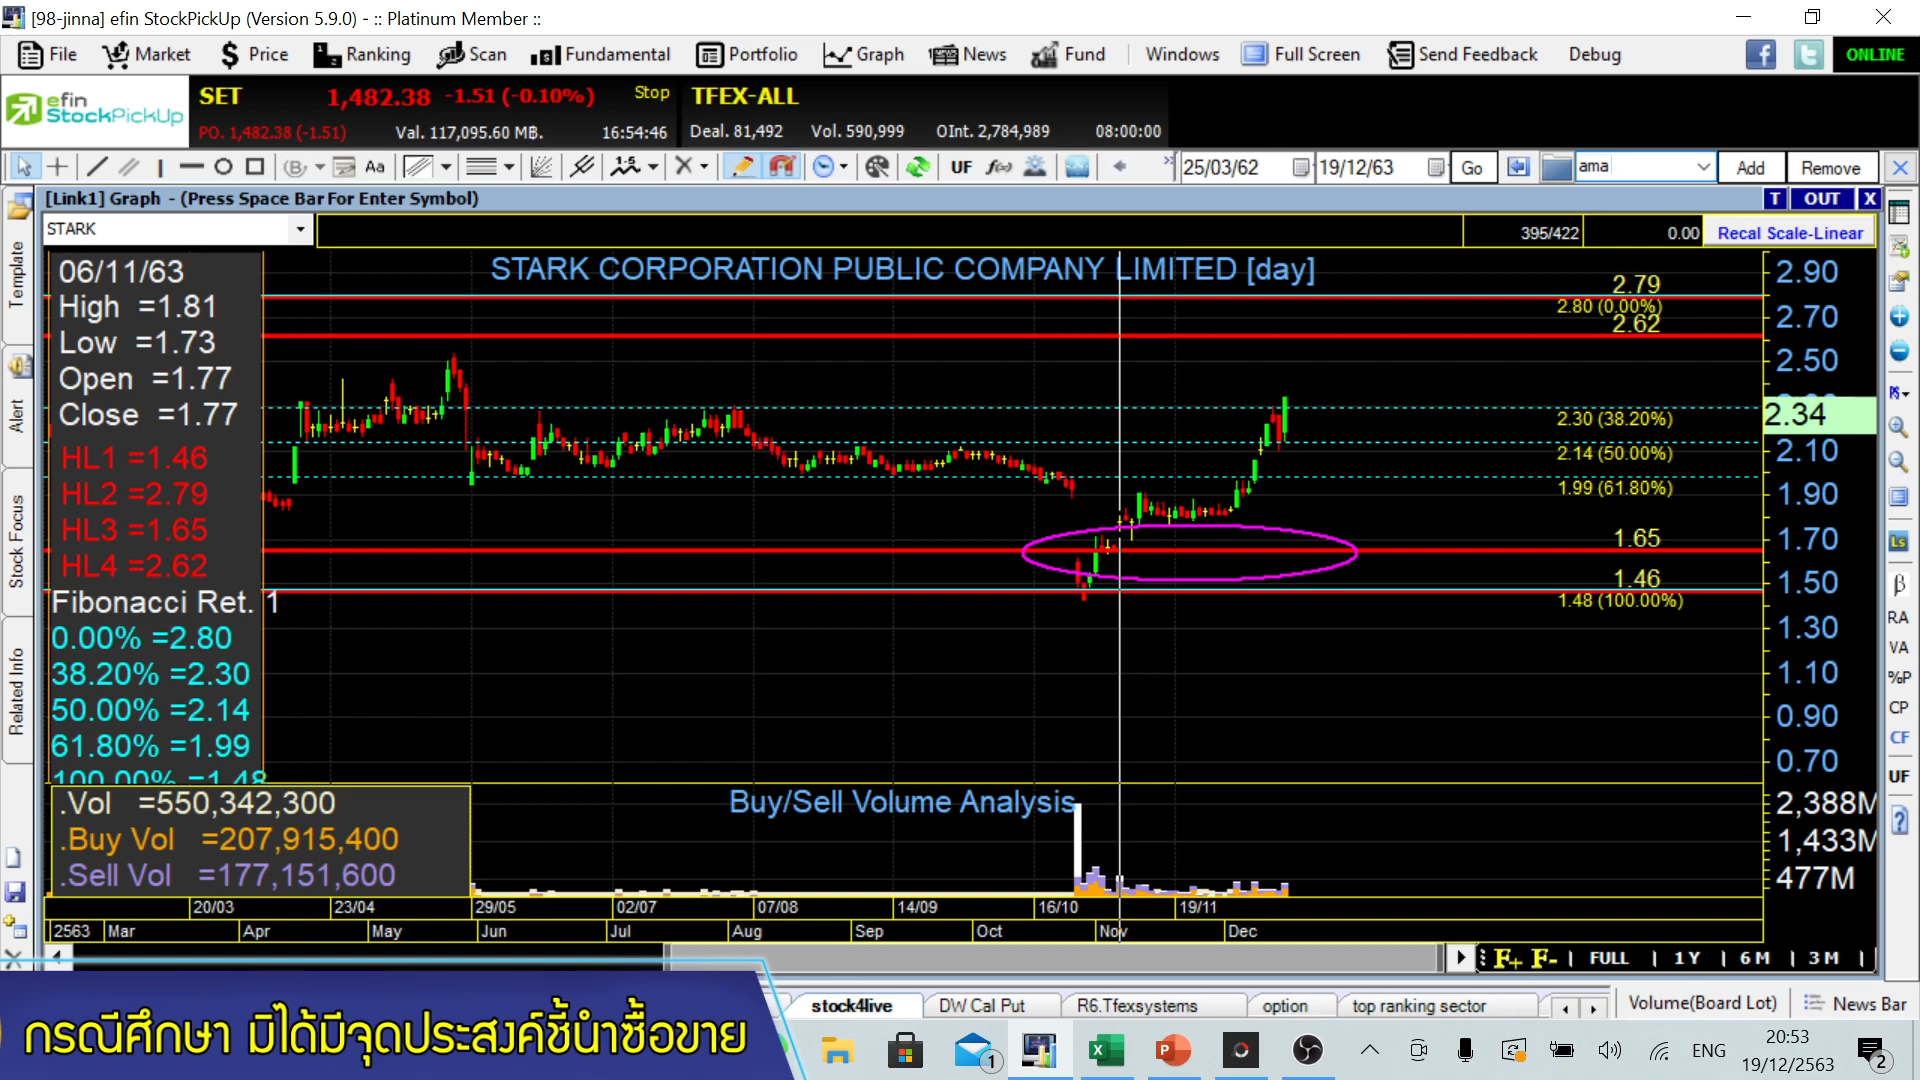 [98-jinna] efin StockPickUp (Version 5.9.0) - :: Platinum Member ::
File Market Price Ranking Scan Fundamental Portfolio Graph News Fund Windows Full Screen Send Feedback Debug ONLINE
efin StockPickUp
SET 1,482.38 -1.51 (-0.10%) Stop TFEX-ALL
PO. 1,482.38 (-1.51) Val. 117,095.60 MB. 16:54:46 Deal. 81,492 Vol. 590,999 OInt. 2,784,989 08:00:00
Aa 1-5 UF f(x) 25/03/62 19/12/63 Go ama Add Remove
[Link1] Graph - (Press Space Bar For Enter Symbol) T OUT X
STARK 395/422 0.00 Recal Scale-Linear
Template
Alert
Stock Focus
Related Info
STARK CORPORATION PUBLIC COMPANY LIMITED [day]
06/11/63
High =1.81
Low =1.73
Open =1.77
Close =1.77
HL1 =1.46
HL2 =2.79
HL3 =1.65
HL4 =2.62
Fibonacci Ret. 1
0.00% =2.80
38.20% =2.30
50.00% =2.14
61.80% =1.99
100.00% =1.48
2.79
2.80 (0.00%)
2.62
2.30 (38.20%)
2.14 (50.00%)
1.99 (61.80%)
1.65
1.46
1.48 (100.00%)
2.90
2.70
2.50
2.34
2.10
1.90
1.70
1.50
1.30
1.10
0.90
0.70
Ls
β
RA
VA
%P
CP
CF
UF
Buy/Sell Volume Analysis
.Vol =550,342,300
.Buy Vol =207,915,400
.Sell Vol =177,151,600
2,388M
1,433M
477M
20/03 23/04 29/05 02/07 07/08 14/09 16/10 19/11
2563 Mar Apr May Jun Jul Aug Sep Oct Nov Dec
F+ F- | FULL | 1Y | 6M | 3M |
stock4live DW Cal Put R6.Tfexsystems option top ranking sector Volume(Board Lot) News Bar
กรณีศึกษา มิได้มีจุดประสงค์ชี้นำซื้อขาย
1 ENG 20:53
19/12/2563 2